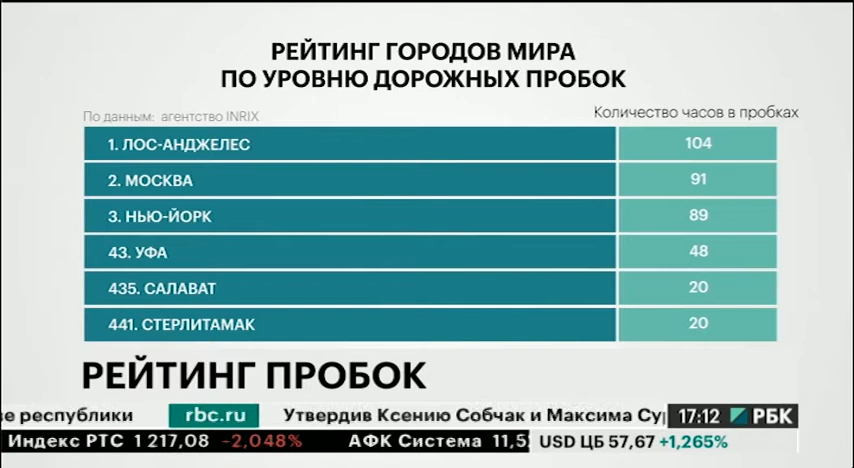 РЕЙТИНГ ГОРОДОВ МИРА
ПО УРОВНЮ ДОРОЖНЫХ ПРОБОК
По данным: агентство INRIX
Количество часов в пробках
1. ЛОС-АНДЖЕЛЕС 104
2. МОСКВА 91
3. НЬЮ-ЙОРК 89
43. УФА 48
435. САЛАВАТ 20
441. СТЕРЛИТАМАК 20
РЕЙТИНГ ПРОБОК
республики rbc.ru Утвердив Ксению Собчак и Максима 17:12 РБК
Индекс РТС 1 217,08 -2,048% АФК Система USD ЦБ 57,67 +1,265%